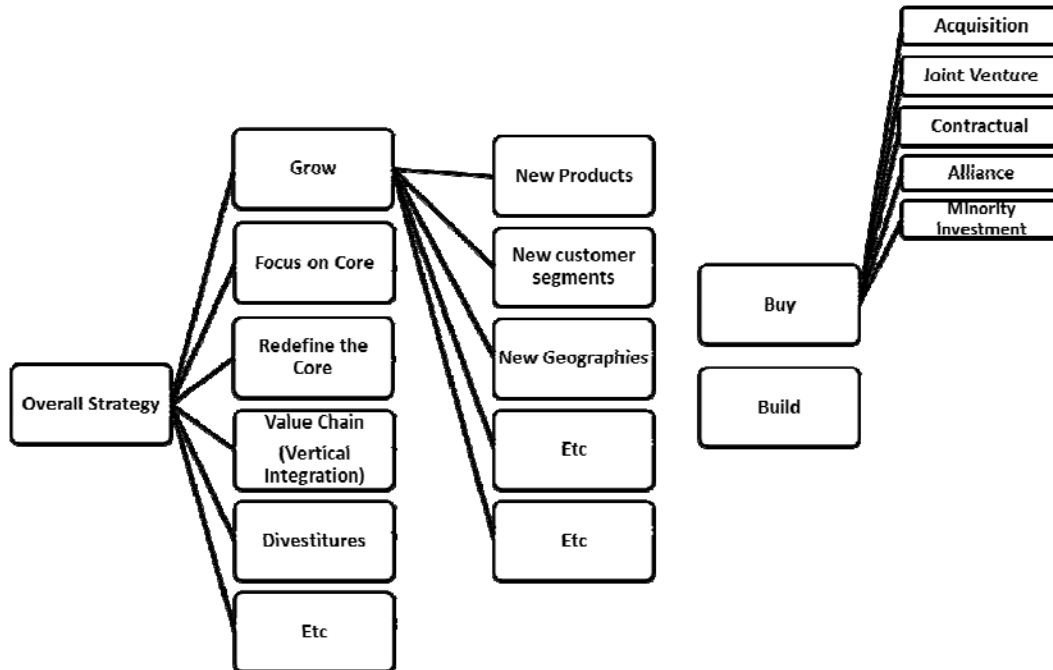 Overall Strategy
Grow
Focus on Core
Redefine the
Core
Value Chain
(Vertical
Integration)
Divestitures
Etc
New Products
New customer
segments
New Geographies
Etc
Etc
Buy
Build
Acquisition
Joint Venture
Contractual
Alliance
Minority
Investment